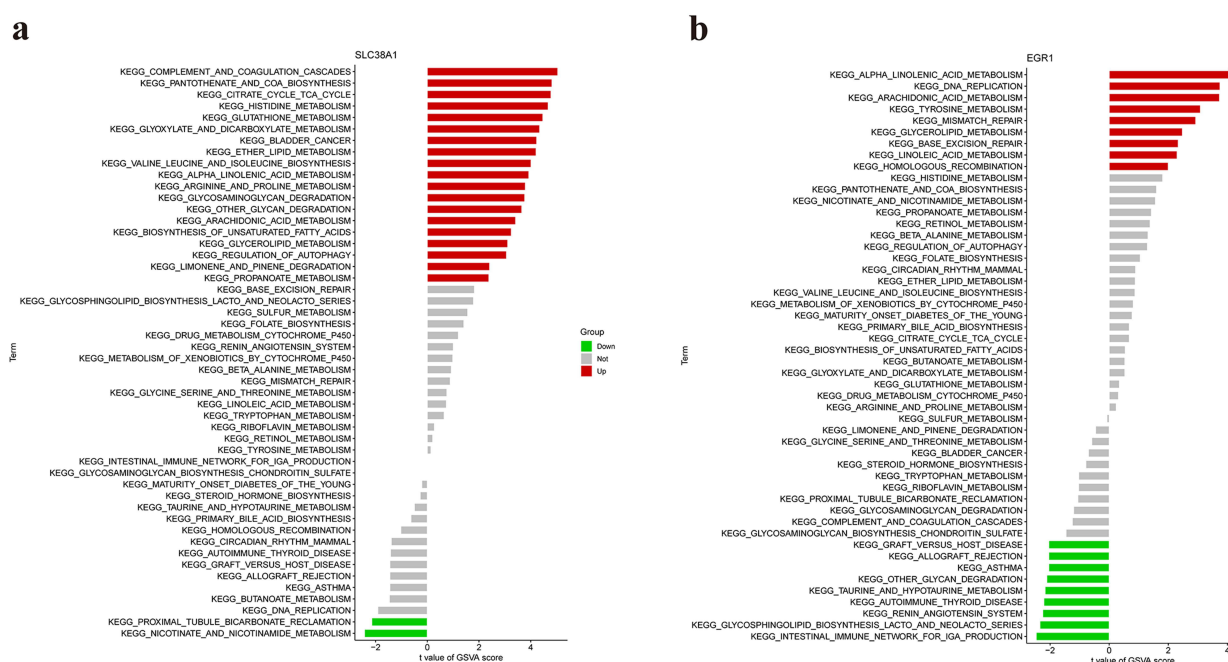 a
SLC38A1
KEGG_COMPLEMENT_AND_COAGULATION_CASCADES
KEGG_PANTOTHENATE_AND_COA_BIOSYNTHESIS
KEGG_CITRATE_CYCLE_TCA_CYCLE
KEGG_HISTIDINE_METABOLISM
KEGG_GLUTATHIONE_METABOLISM
KEGG_GLYOXYLATE_AND_DICARBOXYLATE_METABOLISM
KEGG_BLADDER_CANCER
KEGG_ETHER_LIPID_METABOLISM
KEGG_VALINE_LEUCINE_AND_ISOLEUCINE_BIOSYNTHESIS
KEGG_ALPHA_LINOLENIC_ACID_METABOLISM
KEGG_ARGININE_AND_PROLINE_METABOLISM
KEGG_GLYCOSAMINOGLYCAN_DEGRADATION
KEGG_OTHER_GLYCAN_DEGRADATION
KEGG_ARACHIDONIC_ACID_METABOLISM
KEGG_BIOSYNTHESIS_OF_UNSATURATED_FATTY_ACIDS
KEGG_GLYCEROLIPID_METABOLISM
KEGG_REGULATION_OF_AUTOPHAGY
KEGG_LIMONENE_AND_PINENE_DEGRADATION
KEGG_PROPANOATE_METABOLISM
KEGG_BASE_EXCISION_REPAIR
KEGG_GLYCOSPHINGOLIPID_BIOSYNTHESIS_LACTO_AND_NEOLACTO_SERIES
KEGG_SULFUR_METABOLISM
KEGG_FOLATE_BIOSYNTHESIS
KEGG_DRUG_METABOLISM_CYTOCHROME_P450
KEGG_RENIN_ANGIOTENSIN_SYSTEM
KEGG_METABOLISM_OF_XENOBIOTICS_BY_CYTOCHROME_P450
KEGG_BETA_ALANINE_METABOLISM
KEGG_MISMATCH_REPAIR
KEGG_GLYCINE_SERINE_AND_THREONINE_METABOLISM
KEGG_LINOLEIC_ACID_METABOLISM
KEGG_TRYPTOPHAN_METABOLISM
KEGG_RIBOFLAVIN_METABOLISM
KEGG_RETINOL_METABOLISM
KEGG_TYROSINE_METABOLISM
KEGG_INTESTINAL_IMMUNE_NETWORK_FOR_IGA_PRODUCTION
KEGG_GLYCOSAMINOGLYCAN_BIOSYNTHESIS_CHONDROITIN_SULFATE
KEGG_MATURITY_ONSET_DIABETES_OF_THE_YOUNG
KEGG_STEROID_HORMONE_BIOSYNTHESIS
KEGG_TAURINE_AND_HYPOTAURINE_METABOLISM
KEGG_PRIMARY_BILE_ACID_BIOSYNTHESIS
KEGG_HOMOLOGOUS_RECOMBINATION
KEGG_CIRCADIAN_RHYTHM_MAMMAL
KEGG_AUTOIMMUNE_THYROID_DISEASE
KEGG_GRAFT_VERSUS_HOST_DISEASE
KEGG_ALLOGRAFT_REJECTION
KEGG_ASTHMA
KEGG_BUTANOATE_METABOLISM
KEGG_DNA_REPLICATION
KEGG_PROXIMAL_TUBULE_BICARBONATE_RECLAMATION
KEGG_NICOTINATE_AND_NICOTINAMIDE_METABOLISM
Term
−2 0 2 4
t value of GSVA score
Group
Down
Not
Up
b
EGR1
KEGG_ALPHA_LINOLENIC_ACID_METABOLISM
KEGG_DNA_REPLICATION
KEGG_ARACHIDONIC_ACID_METABOLISM
KEGG_TYROSINE_METABOLISM
KEGG_MISMATCH_REPAIR
KEGG_GLYCEROLIPID_METABOLISM
KEGG_BASE_EXCISION_REPAIR
KEGG_LINOLEIC_ACID_METABOLISM
KEGG_HOMOLOGOUS_RECOMBINATION
KEGG_HISTIDINE_METABOLISM
KEGG_PANTOTHENATE_AND_COA_BIOSYNTHESIS
KEGG_NICOTINATE_AND_NICOTINAMIDE_METABOLISM
KEGG_PROPANOATE_METABOLISM
KEGG_RETINOL_METABOLISM
KEGG_BETA_ALANINE_METABOLISM
KEGG_REGULATION_OF_AUTOPHAGY
KEGG_FOLATE_BIOSYNTHESIS
KEGG_CIRCADIAN_RHYTHM_MAMMAL
KEGG_ETHER_LIPID_METABOLISM
KEGG_VALINE_LEUCINE_AND_ISOLEUCINE_BIOSYNTHESIS
KEGG_METABOLISM_OF_XENOBIOTICS_BY_CYTOCHROME_P450
KEGG_MATURITY_ONSET_DIABETES_OF_THE_YOUNG
KEGG_PRIMARY_BILE_ACID_BIOSYNTHESIS
KEGG_CITRATE_CYCLE_TCA_CYCLE
KEGG_BIOSYNTHESIS_OF_UNSATURATED_FATTY_ACIDS
KEGG_BUTANOATE_METABOLISM
KEGG_GLYOXYLATE_AND_DICARBOXYLATE_METABOLISM
KEGG_GLUTATHIONE_METABOLISM
KEGG_DRUG_METABOLISM_CYTOCHROME_P450
KEGG_ARGININE_AND_PROLINE_METABOLISM
KEGG_SULFUR_METABOLISM
KEGG_LIMONENE_AND_PINENE_DEGRADATION
KEGG_GLYCINE_SERINE_AND_THREONINE_METABOLISM
KEGG_BLADDER_CANCER
KEGG_STEROID_HORMONE_BIOSYNTHESIS
KEGG_TRYPTOPHAN_METABOLISM
KEGG_RIBOFLAVIN_METABOLISM
KEGG_PROXIMAL_TUBULE_BICARBONATE_RECLAMATION
KEGG_GLYCOSAMINOGLYCAN_DEGRADATION
KEGG_COMPLEMENT_AND_COAGULATION_CASCADES
KEGG_GLYCOSAMINOGLYCAN_BIOSYNTHESIS_CHONDROITIN_SULFATE
KEGG_GRAFT_VERSUS_HOST_DISEASE
KEGG_ALLOGRAFT_REJECTION
KEGG_ASTHMA
KEGG_OTHER_GLYCAN_DEGRADATION
KEGG_TAURINE_AND_HYPOTAURINE_METABOLISM
KEGG_AUTOIMMUNE_THYROID_DISEASE
KEGG_RENIN_ANGIOTENSIN_SYSTEM
KEGG_GLYCOSPHINGOLIPID_BIOSYNTHESIS_LACTO_AND_NEOLACTO_SERIES
KEGG_INTESTINAL_IMMUNE_NETWORK_FOR_IGA_PRODUCTION
Term
−2 0 2 4
t value of GSVA score